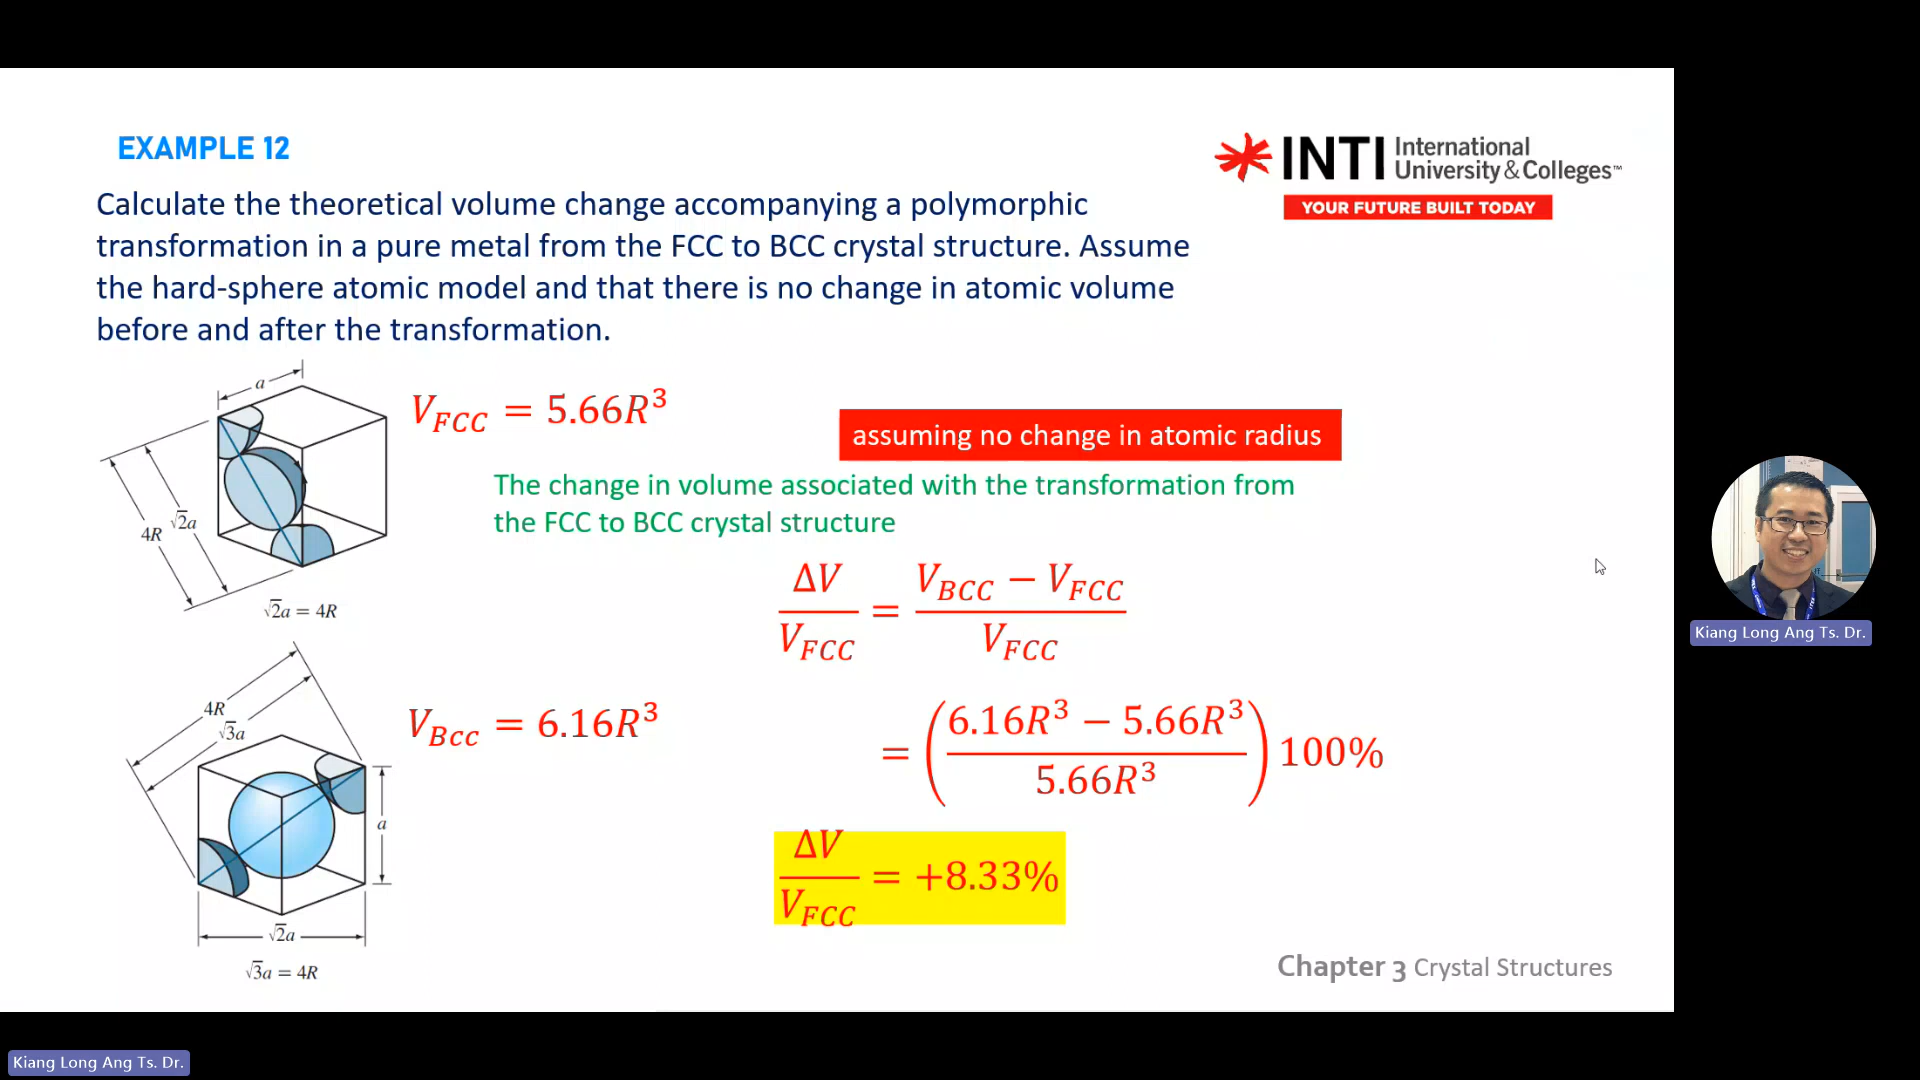 EXAMPLE 12
INTI International
University & Colleges™
YOUR FUTURE BUILT TODAY
Calculate the theoretical volume change accompanying a polymorphic
transformation in a pure metal from the FCC to BCC crystal structure. Assume
the hard-sphere atomic model and that there is no change in atomic volume
before and after the transformation.
a
V_FCC = 5.66R³
4R
√2a
√2a = 4R
assuming no change in atomic radius
The change in volume associated with the transformation from
the FCC to BCC crystal structure
ΔV/V_FCC = (V_BCC − V_FCC)/V_FCC
= ((6.16R³ − 5.66R³)/5.66R³) 100%
ΔV/V_FCC = +8.33%
4R
√3a
V_Bcc = 6.16R³
a
√2a
√3a = 4R
Chapter 3 Crystal Structures
Kiang Long Ang Ts. Dr.
Kiang Long Ang Ts. Dr.